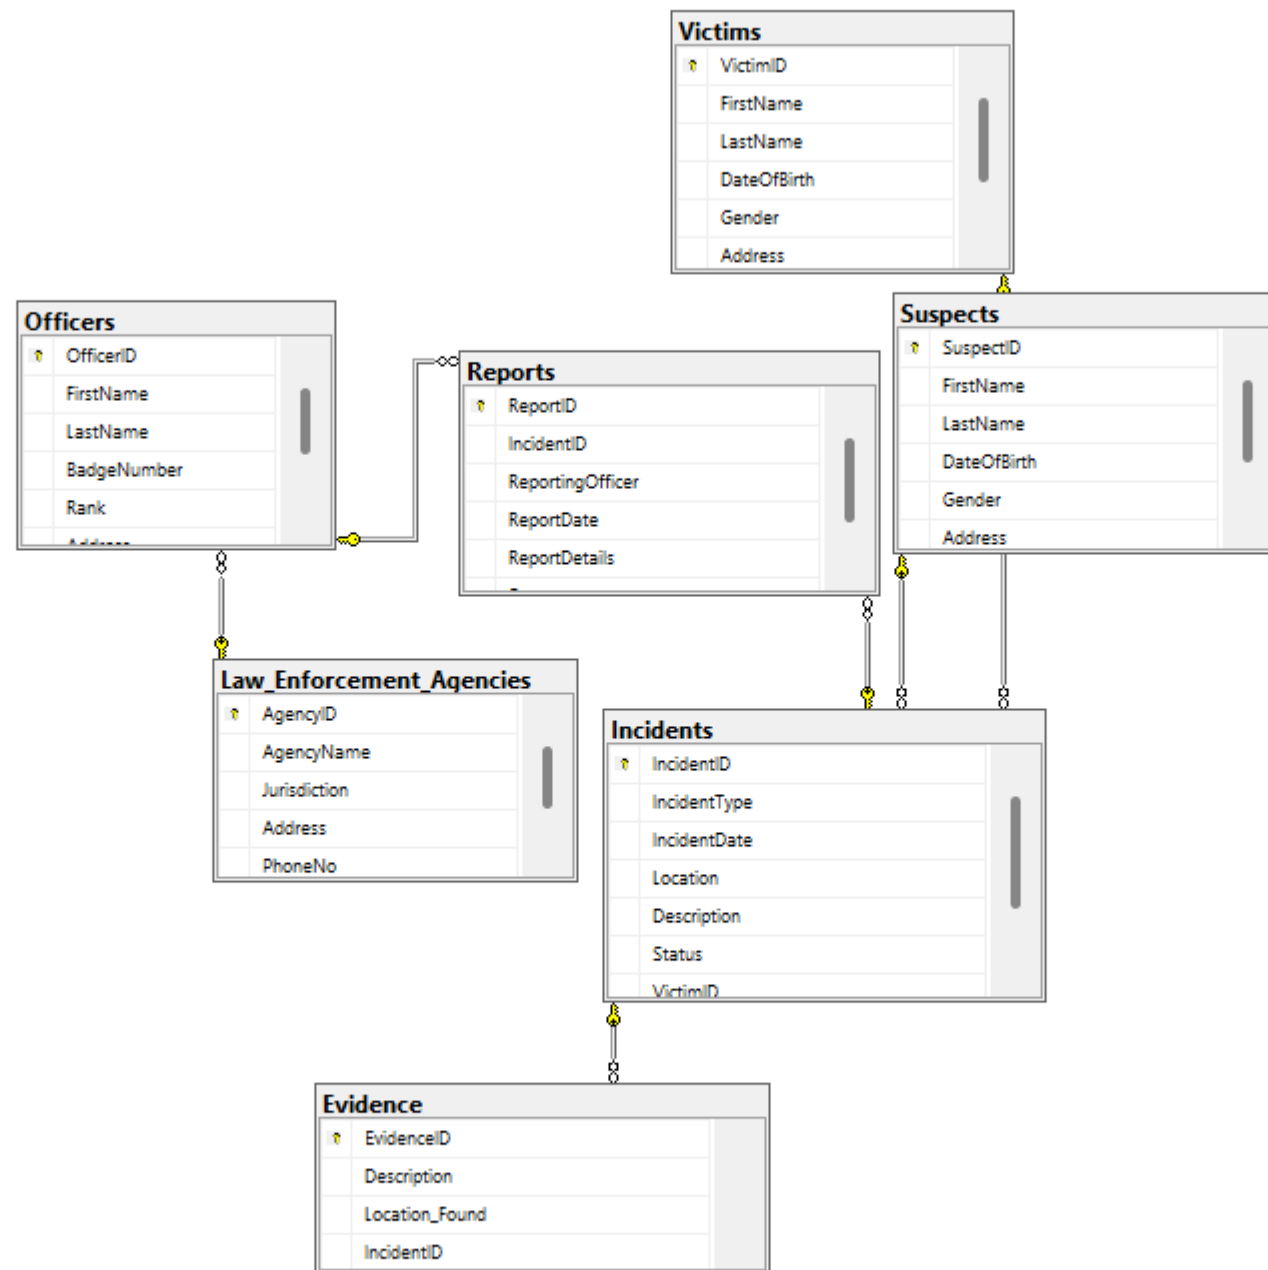 Victims
VictimID
FirstName
LastName
DateOfBirth
Gender
Address
Officers
OfficerID
FirstName
LastName
BadgeNumber
Rank
Address
Reports
ReportID
IncidentID
ReportingOfficer
ReportDate
ReportDetails
Suspects
SuspectID
FirstName
LastName
DateOfBirth
Gender
Address
Law_Enforcement_Agencies
AgencyID
AgencyName
Jurisdiction
Address
PhoneNo
Incidents
IncidentID
IncidentType
IncidentDate
Location
Description
Status
VictimID
Evidence
EvidenceID
Description
Location_Found
IncidentID